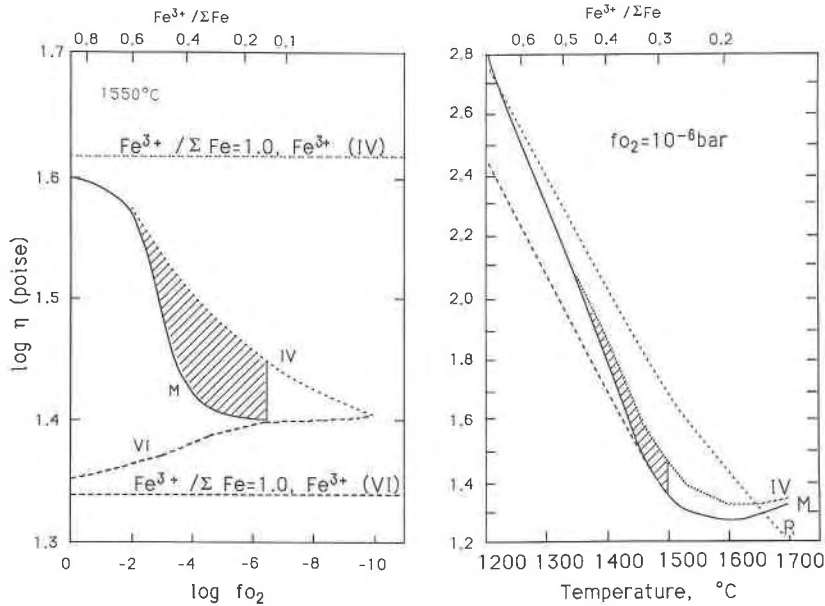 Fe³⁺/ΣFe
0,8 0,6 0,4 0,2 0,1
1.7
1.6
1.5
1.4
1.3
log η (poise)
1550°C
Fe³⁺/Σ Fe=1.0, Fe³⁺ (IV)
IV
M
VI
Fe³⁺/Σ Fe=1.0, Fe³⁺ (VI)
0 -2 -4 -6 -8 -10
log fo₂
Fe³⁺/ΣFe
0,6 0,5 0,4 0,3 0,2
2,8
2.6
2.4
2,2
2.0
1.8
1.6
1.4
1,2
fo₂=10⁻⁶bar
IV
M
R
1200 1300 1400 1500 1600 1700
Temperature, °C